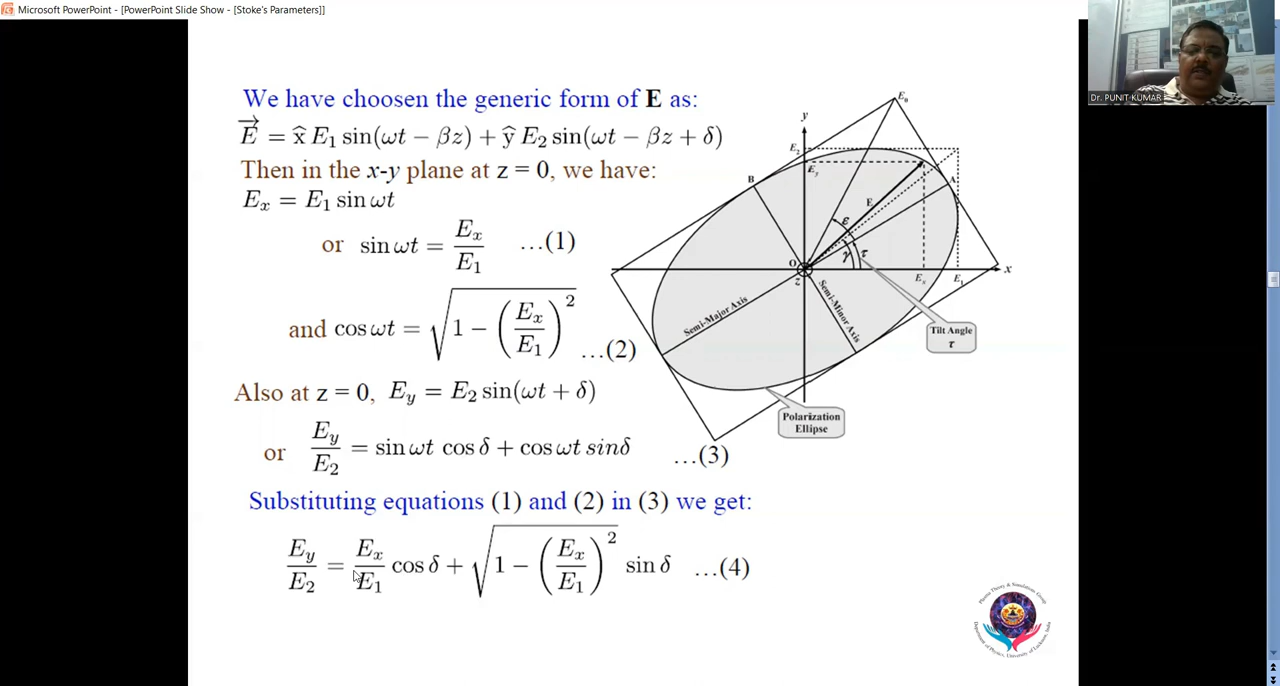 Microsoft PowerPoint - [PowerPoint Slide Show - [Stoke's Parameters]]
Dr. PUNIT KUMAR
We have choosen the generic form of E as:
E⃗ = x̂ E₁ sin(ωt − βz) + ŷ E₂ sin(ωt − βz + δ)
Then in the x-y plane at z = 0, we have:
Eₓ = E₁ sin ωt
or sin ωt = Eₓ/E₁ …(1)
and cos ωt = √(1 − (Eₓ/E₁)²) …(2)
Also at z = 0, E_y = E₂ sin(ωt + δ)
or E_y/E₂ = sin ωt cos δ + cos ωt sinδ …(3)
Substituting equations (1) and (2) in (3) we get:
E_y/E₂ = Eₓ/E₁ cos δ + √(1 − (Eₓ/E₁)²) sin δ …(4)
y
E₂
E_y
B
A
E
ε
γ
τ
O
z
Eₓ
E₁
x
Semi-Major Axis
Semi-Minor Axis
Tilt Angle
τ
Polarization
Ellipse